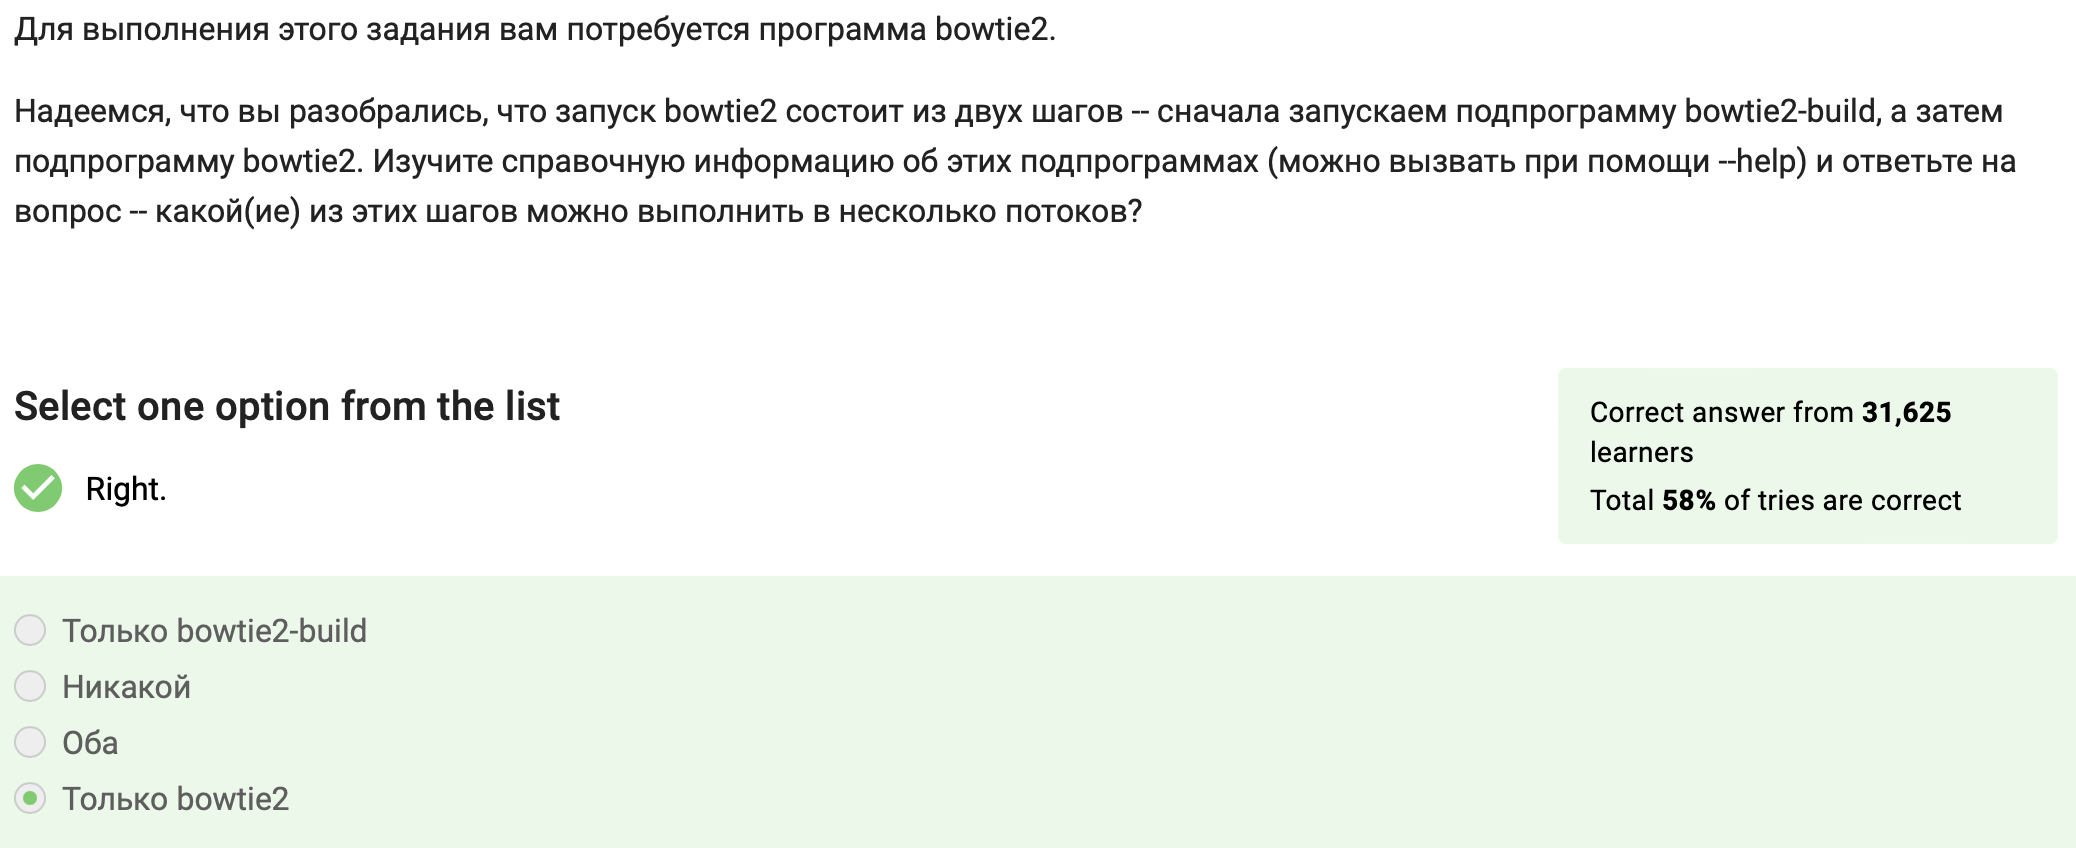 Для выполнения этого задания вам потребуется программа bowtie2.
Надеемся, что вы разобрались, что запуск bowtie2 состоит из двух шагов -- сначала запускаем подпрограмму bowtie2-build, а затем
подпрограмму bowtie2. Изучите справочную информацию об этих подпрограммах (можно вызвать при помощи --help) и ответьте на
вопрос -- какой(ие) из этих шагов можно выполнить в несколько потоков?
Select one option from the list
Correct answer from 31,625
learners
Total 58% of tries are correct
Right.
Только bowtie2-build
Никакой
Оба
Только bowtie2